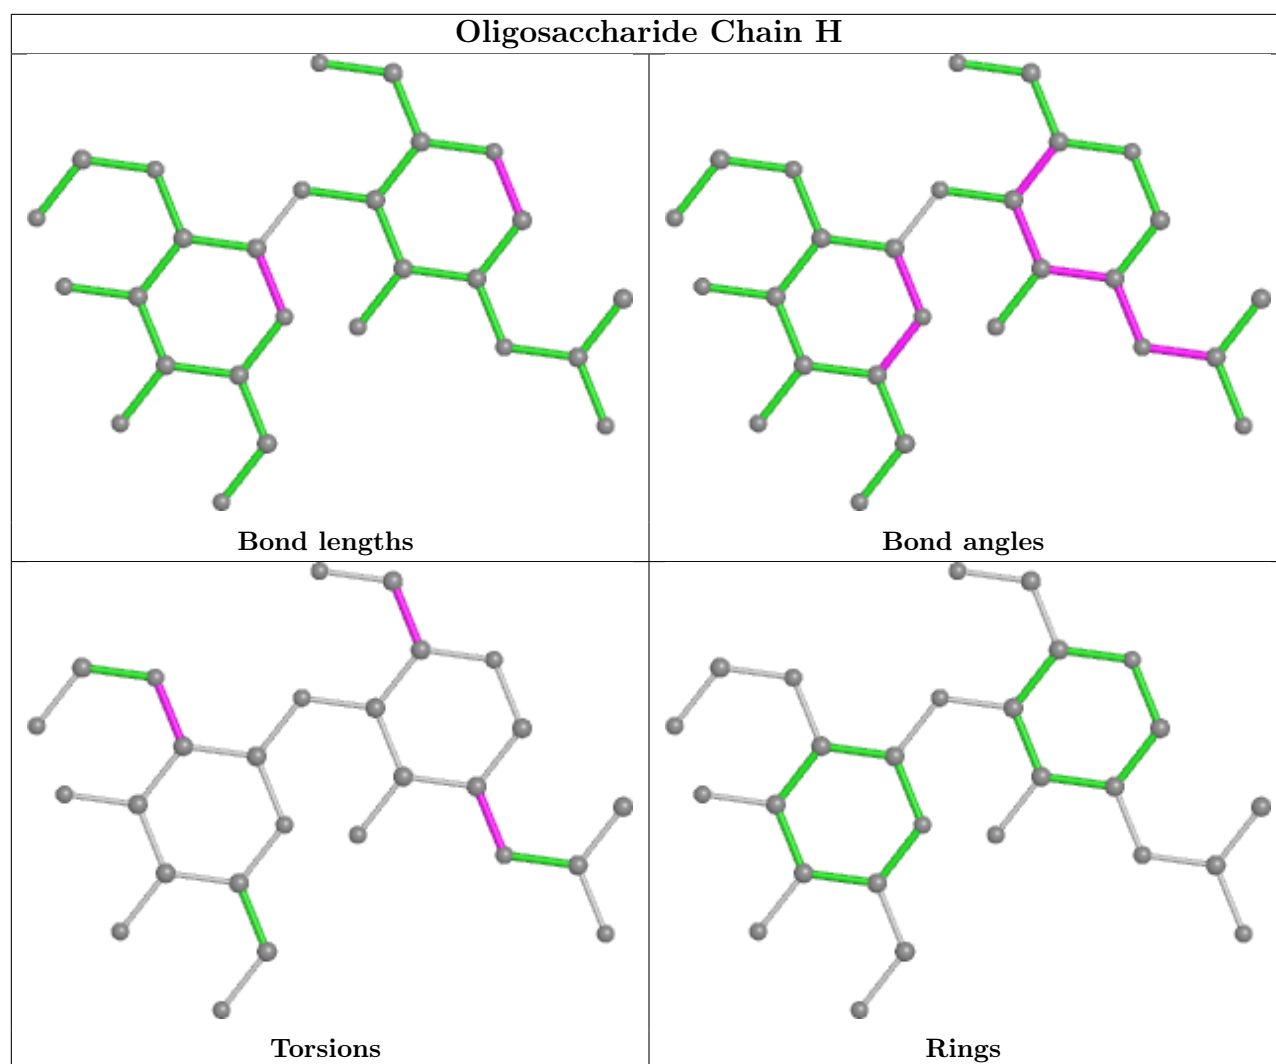 Oligosaccharide Chain H
Bond lengths
Bond angles
Torsions
Rings